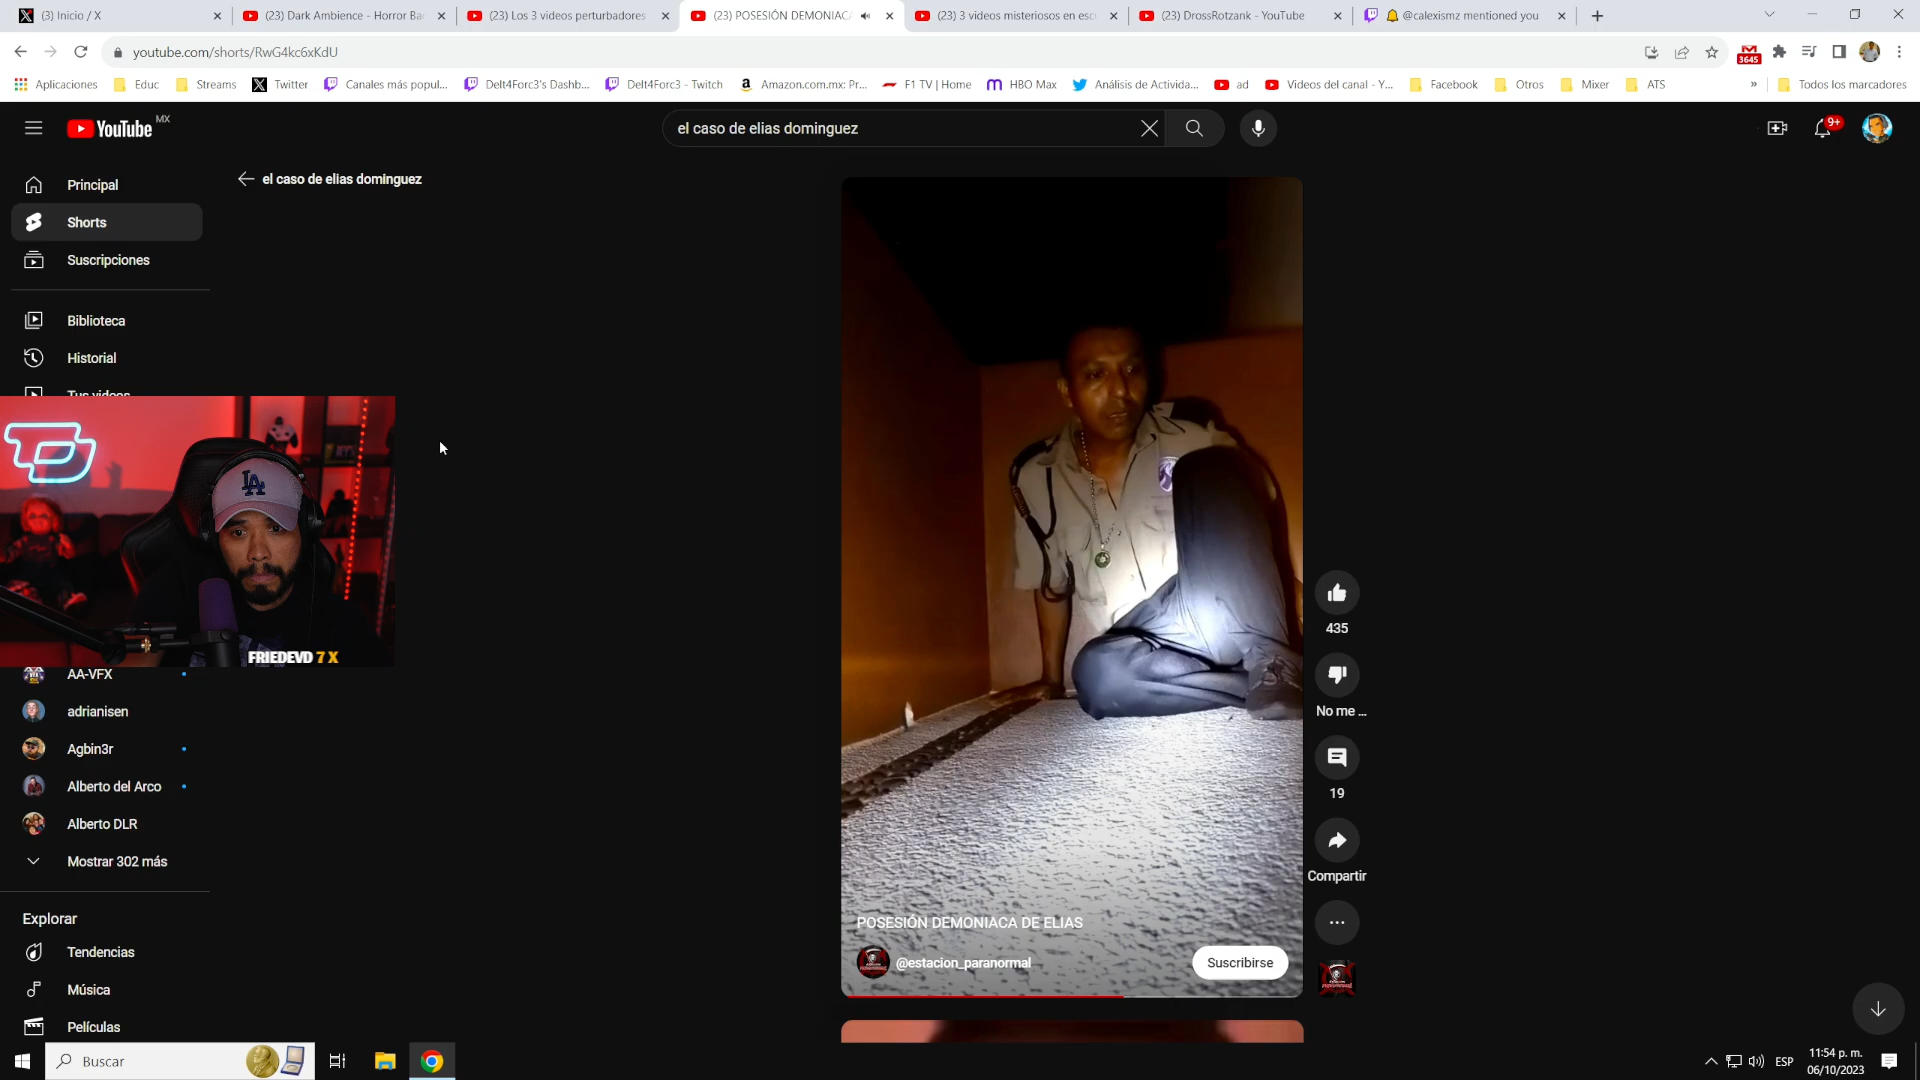 (3) Inicio / X
(23) Dark Ambience - Horror Ba
(23) Los 3 videos perturbadores
(23) POSESIÓN DEMONIAC
(23) 3 videos misteriosos en esc
(23) DrossRotzank - YouTube
@calexismz mentioned you
youtube.com/shorts/RwG4kc6xKdU
3645
Aplicaciones
Educ
Streams
Twitter
Canales más popul...
Delt4Forc3's Dashb...
Delt4Forc3 - Twitch
Amazon.com.mx: Pr...
F1 TV | Home
HBO Max
Análisis de Activida...
ad
Videos del canal - Y...
Facebook
Otros
Mixer
ATS
»
Todos los marcadores
YouTube MX
el caso de elias dominguez
9+
Principal
Shorts
Suscripciones
Biblioteca
Historial
Tus videos
el caso de elias dominguez
LA
FRIEDEVD 7 X
AA-VFX
adrianisen
Agbin3r
Alberto del Arco
Alberto DLR
Mostrar 302 más
Explorar
Tendencias
Música
Películas
435
No me ...
19
Compartir
POSESIÓN DEMONIACA DE ELIAS
@estacion_paranormal
Suscribirse
Buscar
ESP
11:54 p. m.
06/10/2023